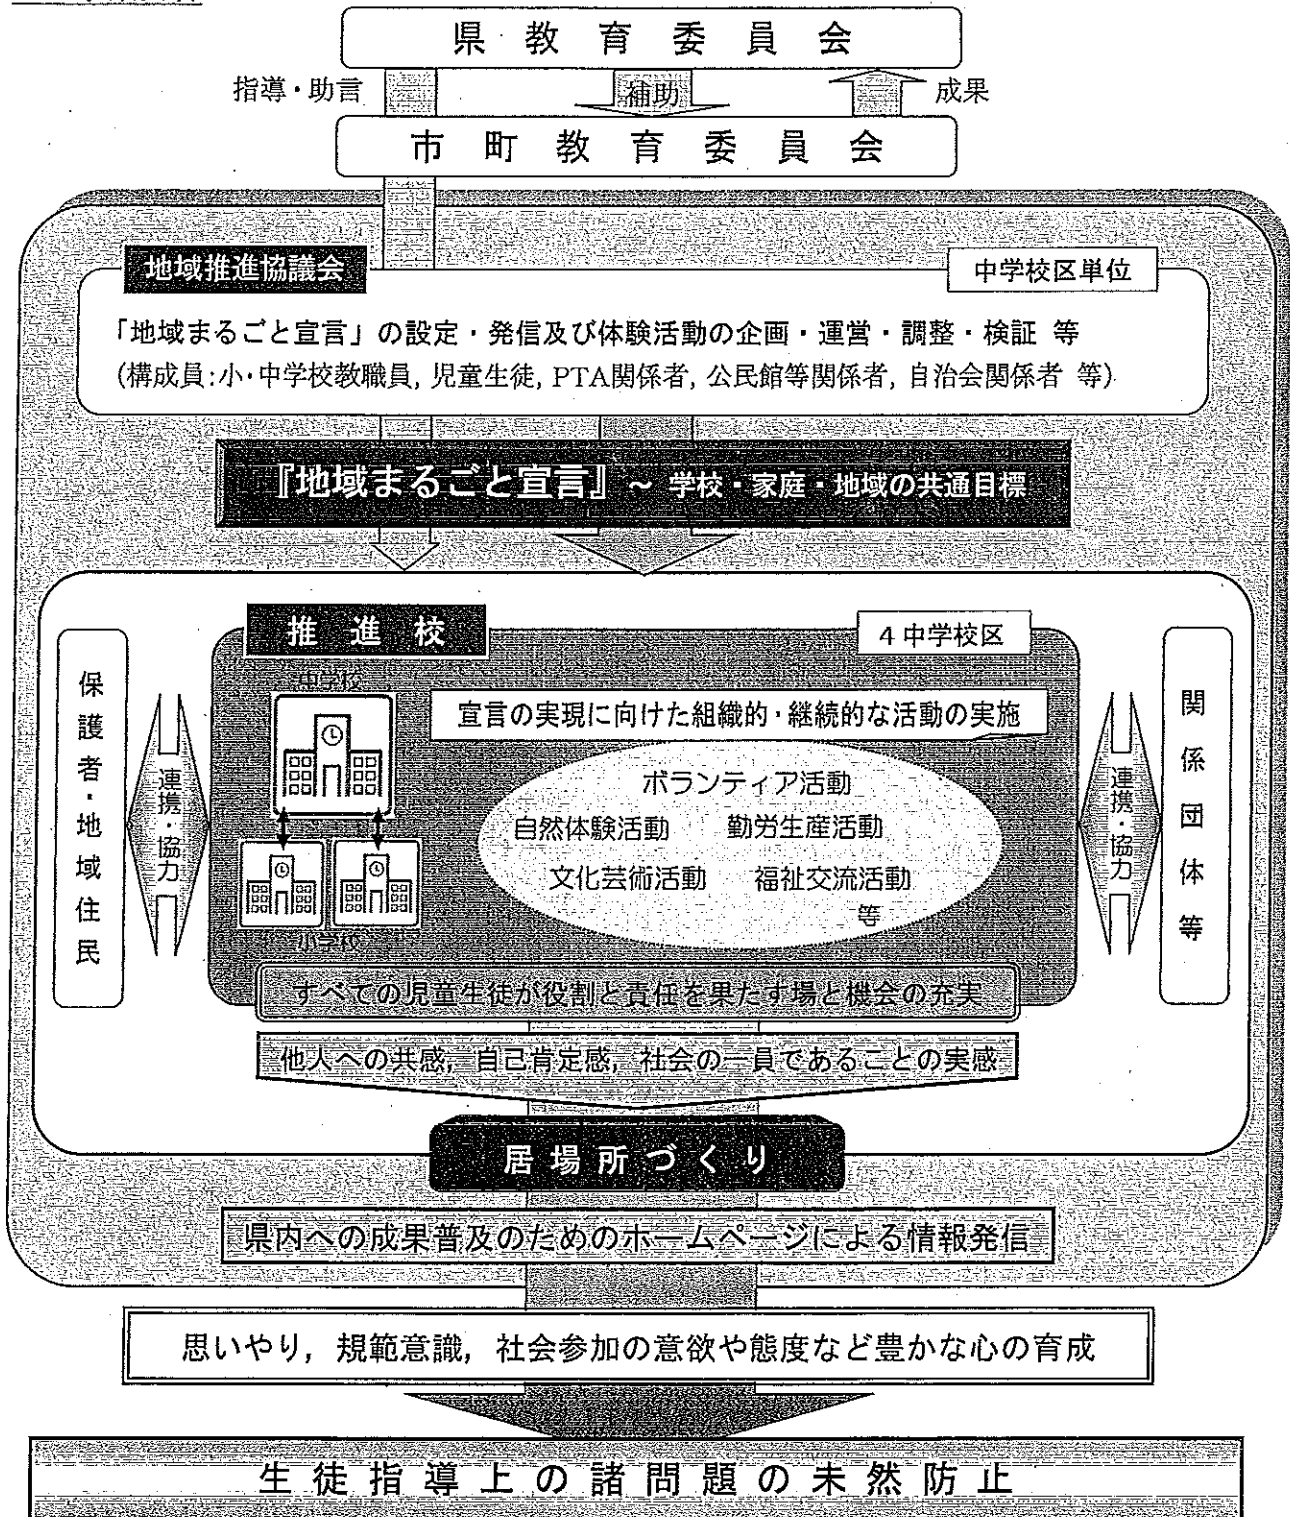 県教育委員会
指導・助言
補助
成果
市町教育委員会
地域推進協議会
中学校区単位
「地域まるごと宣言」の設定・発信及び体験活動の企画・運営・調整・検証 等
(構成員:小・中学校教職員, 児童生徒, PTA関係者, 公民館等関係者, 自治会関係者 等)
『地域まるごと宣言』 ～ 学校・家庭・地域の共通目標
推進校
4中学校区
保護者・地域住民
連携・協力
中学校
小学校
宣言の実現に向けた組織的・継続的な活動の実施
ボランティア活動
自然体験活動 勤労生産活動
文化芸術活動 福祉交流活動
等
連携・協力
関係団体等
すべての児童生徒が役割と責任を果たす場と機会の充実
他人への共感, 自己肯定感, 社会の一員であることの実感
居場所づくり
県内への成果普及のためのホームページによる情報発信
思いやり, 規範意識, 社会参加の意欲や態度など豊かな心の育成
生徒指導上の諸問題の未然防止